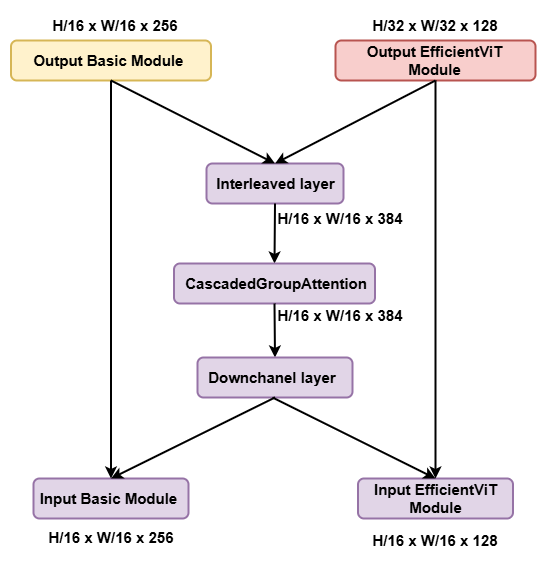 H/16 x W/16 x 256
H/32 x W/32 x 128
Output Basic Module
Output EfficientViT
Module
Interleaved layer
H/16 x W/16 x 384
CascadedGroupAttention
H/16 x W/16 x 384
Downchanel layer
Input Basic Module
Input EfficientViT
Module
H/16 x W/16 x 256
H/16 x W/16 x 128